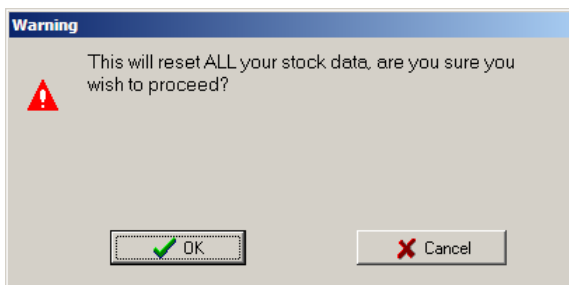 Warning
This will reset ALL your stock data, are you sure you
wish to proceed?
OK
Cancel